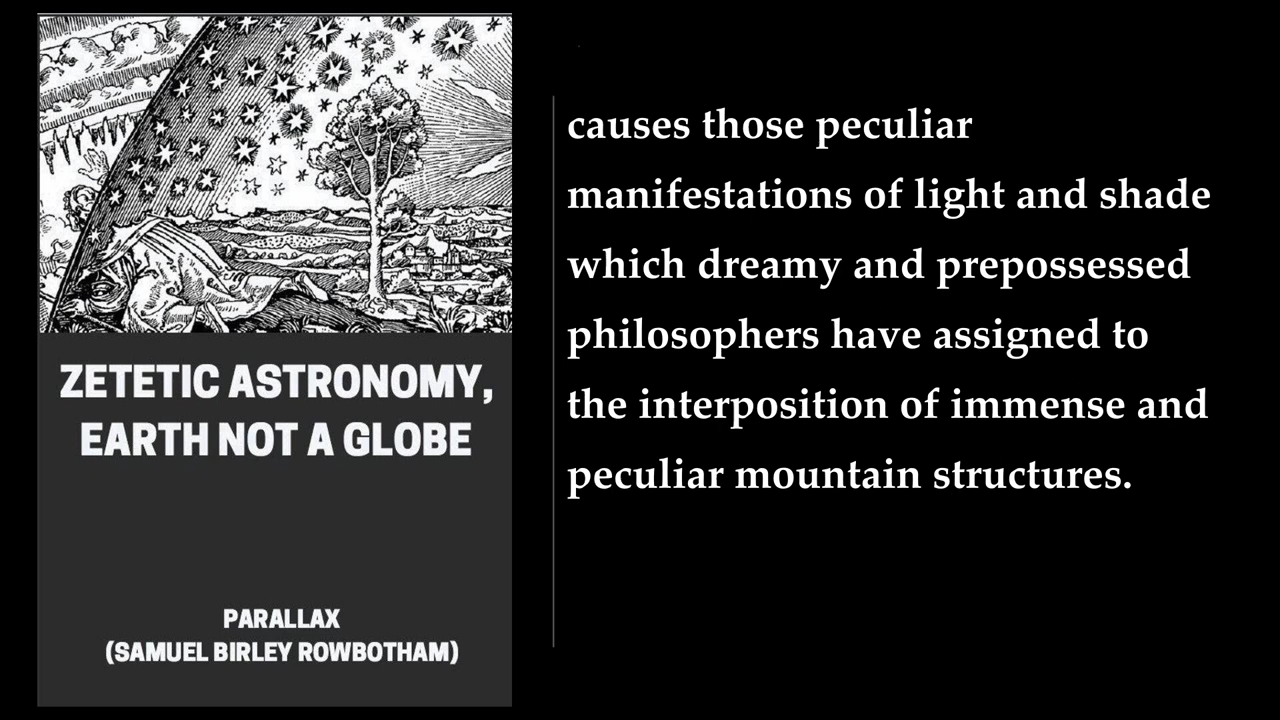 ZETETIC ASTRONOMY,
EARTH NOT A GLOBE
PARALLAX
(SAMUEL BIRLEY ROWBOTHAM)
causes those peculiar
manifestations of light and shade
which dreamy and prepossessed
philosophers have assigned to
the interposition of immense and
peculiar mountain structures.